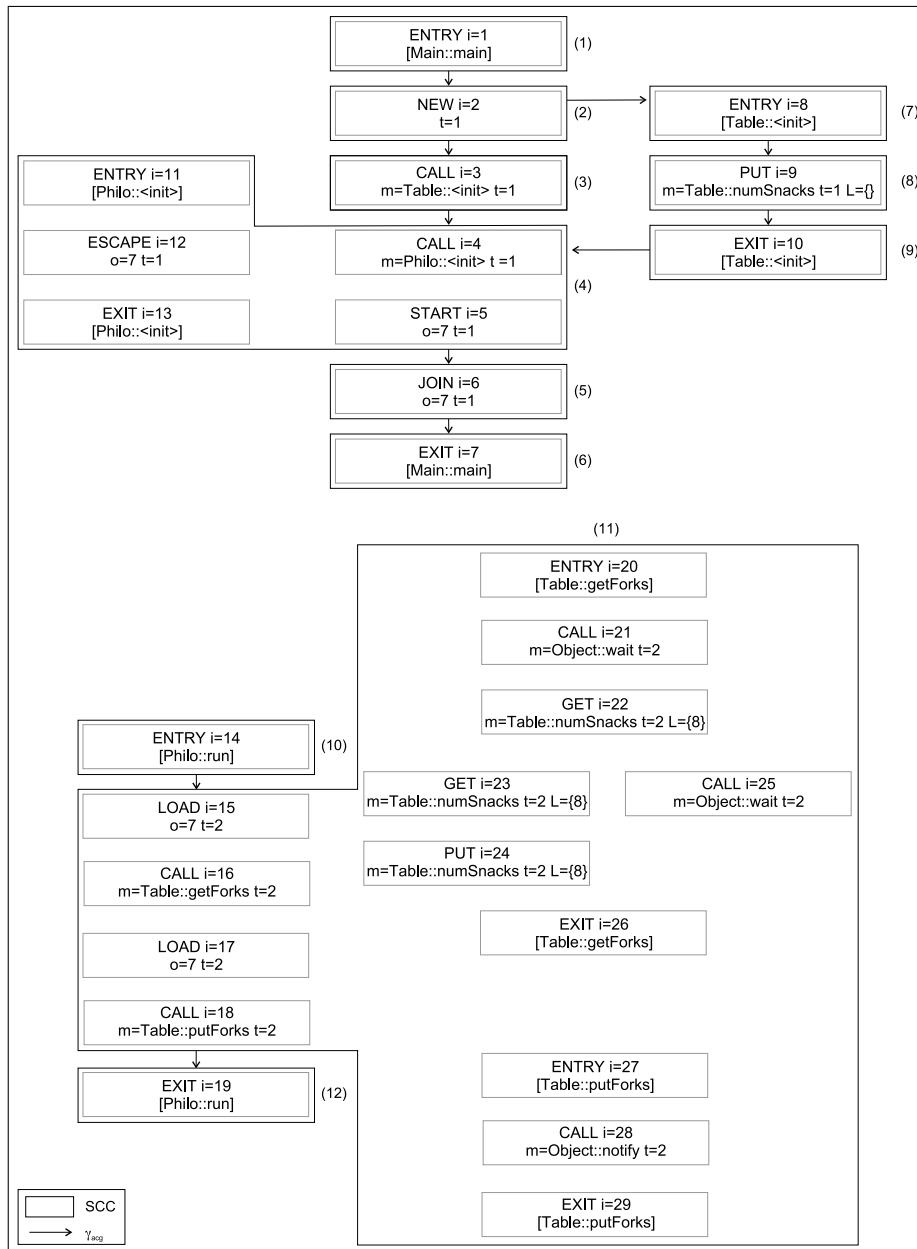 ENTRY i=1
[Main::main]
(1)
NEW i=2
t=1
(2)
ENTRY i=8
[Table::<init>]
(7)
ENTRY i=11
[Philo::<init>]
CALL i=3
m=Table::<init> t=1
(3)
PUT i=9
m=Table::numSnacks t=1 L={}
(8)
ESCAPE i=12
o=7 t=1
CALL i=4
m=Philo::<init> t =1
(4)
EXIT i=10
[Table::<init>]
(9)
EXIT i=13
[Philo::<init>]
START i=5
o=7 t=1
JOIN i=6
o=7 t=1
(5)
EXIT i=7
[Main::main]
(6)
(11)
ENTRY i=20
[Table::getForks]
CALL i=21
m=Object::wait t=2
GET i=22
m=Table::numSnacks t=2 L={8}
ENTRY i=14
[Philo::run]
(10)
GET i=23
m=Table::numSnacks t=2 L={8}
CALL i=25
m=Object::wait t=2
LOAD i=15
o=7 t=2
PUT i=24
m=Table::numSnacks t=2 L={8}
CALL i=16
m=Table::getForks t=2
EXIT i=26
[Table::getForks]
LOAD i=17
o=7 t=2
CALL i=18
m=Table::putForks t=2
ENTRY i=27
[Table::putForks]
EXIT i=19
[Philo::run]
(12)
CALL i=28
m=Object::notify t=2
EXIT i=29
[Table::putForks]
SCC
γacg